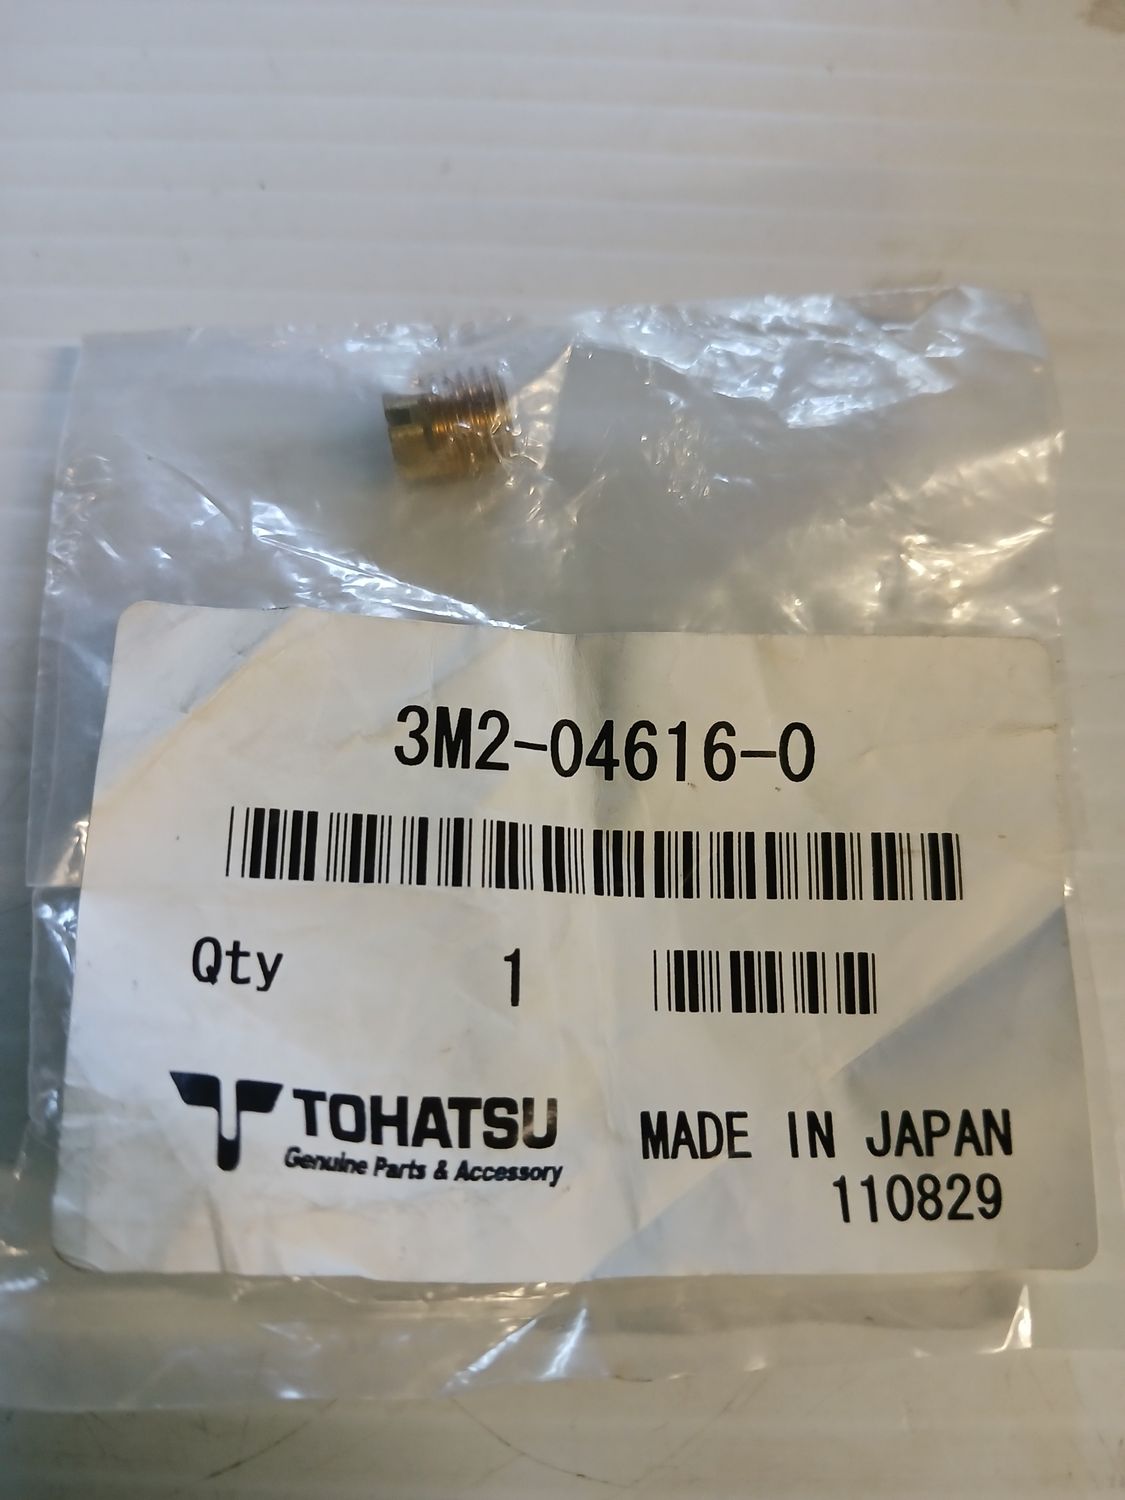 3M2-04616-0
Qty 1
TOHATSU
Genuine Parts & Accessory
MADE IN JAPAN
110829